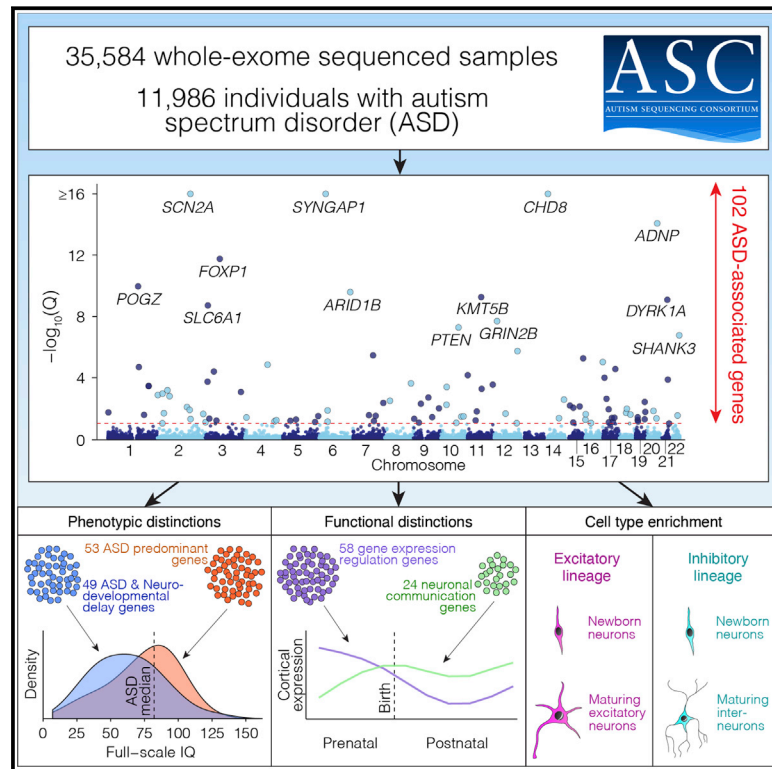 35,584 whole-exome sequenced samples
11,986 individuals with autism
spectrum disorder (ASD)
ASC
AUTISM SEQUENCING CONSORTIUM
−log10(Q)
≥16
12
8
4
0
SCN2A
SYNGAP1
CHD8
ADNP
FOXP1
POGZ
SLC6A1
ARID1B
KMT5B
DYRK1A
PTEN
GRIN2B
SHANK3
102 ASD-associated genes
1 2 3 4 5 6 7 8 9 10 11 12 13 14 15 16 17 18 19 20 21 22
Chromosome
Phenotypic distinctions
53 ASD predominant
genes
49 ASD & Neuro-
developmental
delay genes
Density
ASD
median
0 25 50 75 100 125 150
Full−scale IQ
Functional distinctions
58 gene expression
regulation genes
24 neuronal
communication
genes
Cortical
expression
Birth
Prenatal
Postnatal
Cell type enrichment
Excitatory
lineage
Inhibitory
lineage
Newborn
neurons
Newborn
neurons
Maturing
excitatory
neurons
Maturing
inter-
neurons